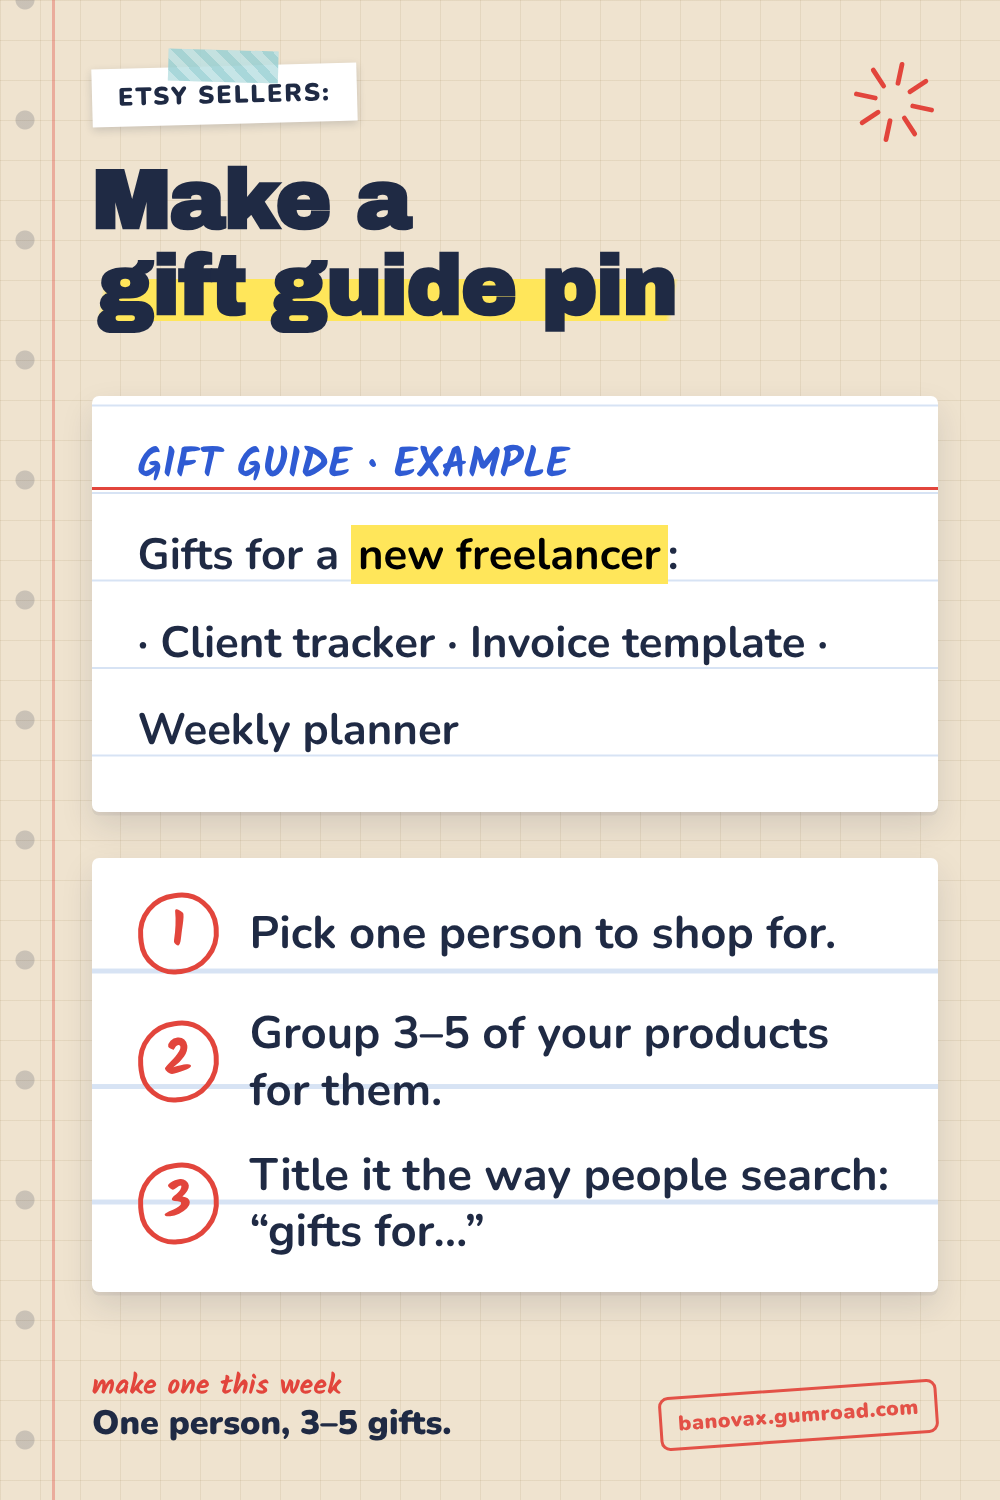 ETSY SELLERS:
Make a
gift guide pin
GIFT GUIDE · EXAMPLE
Gifts for a new freelancer:
· Client tracker · Invoice template ·
Weekly planner
1 Pick one person to shop for.
2 Group 3–5 of your products
for them.
3 Title it the way people search:
“gifts for…”
make one this week
One person, 3–5 gifts.
banovax.gumroad.com